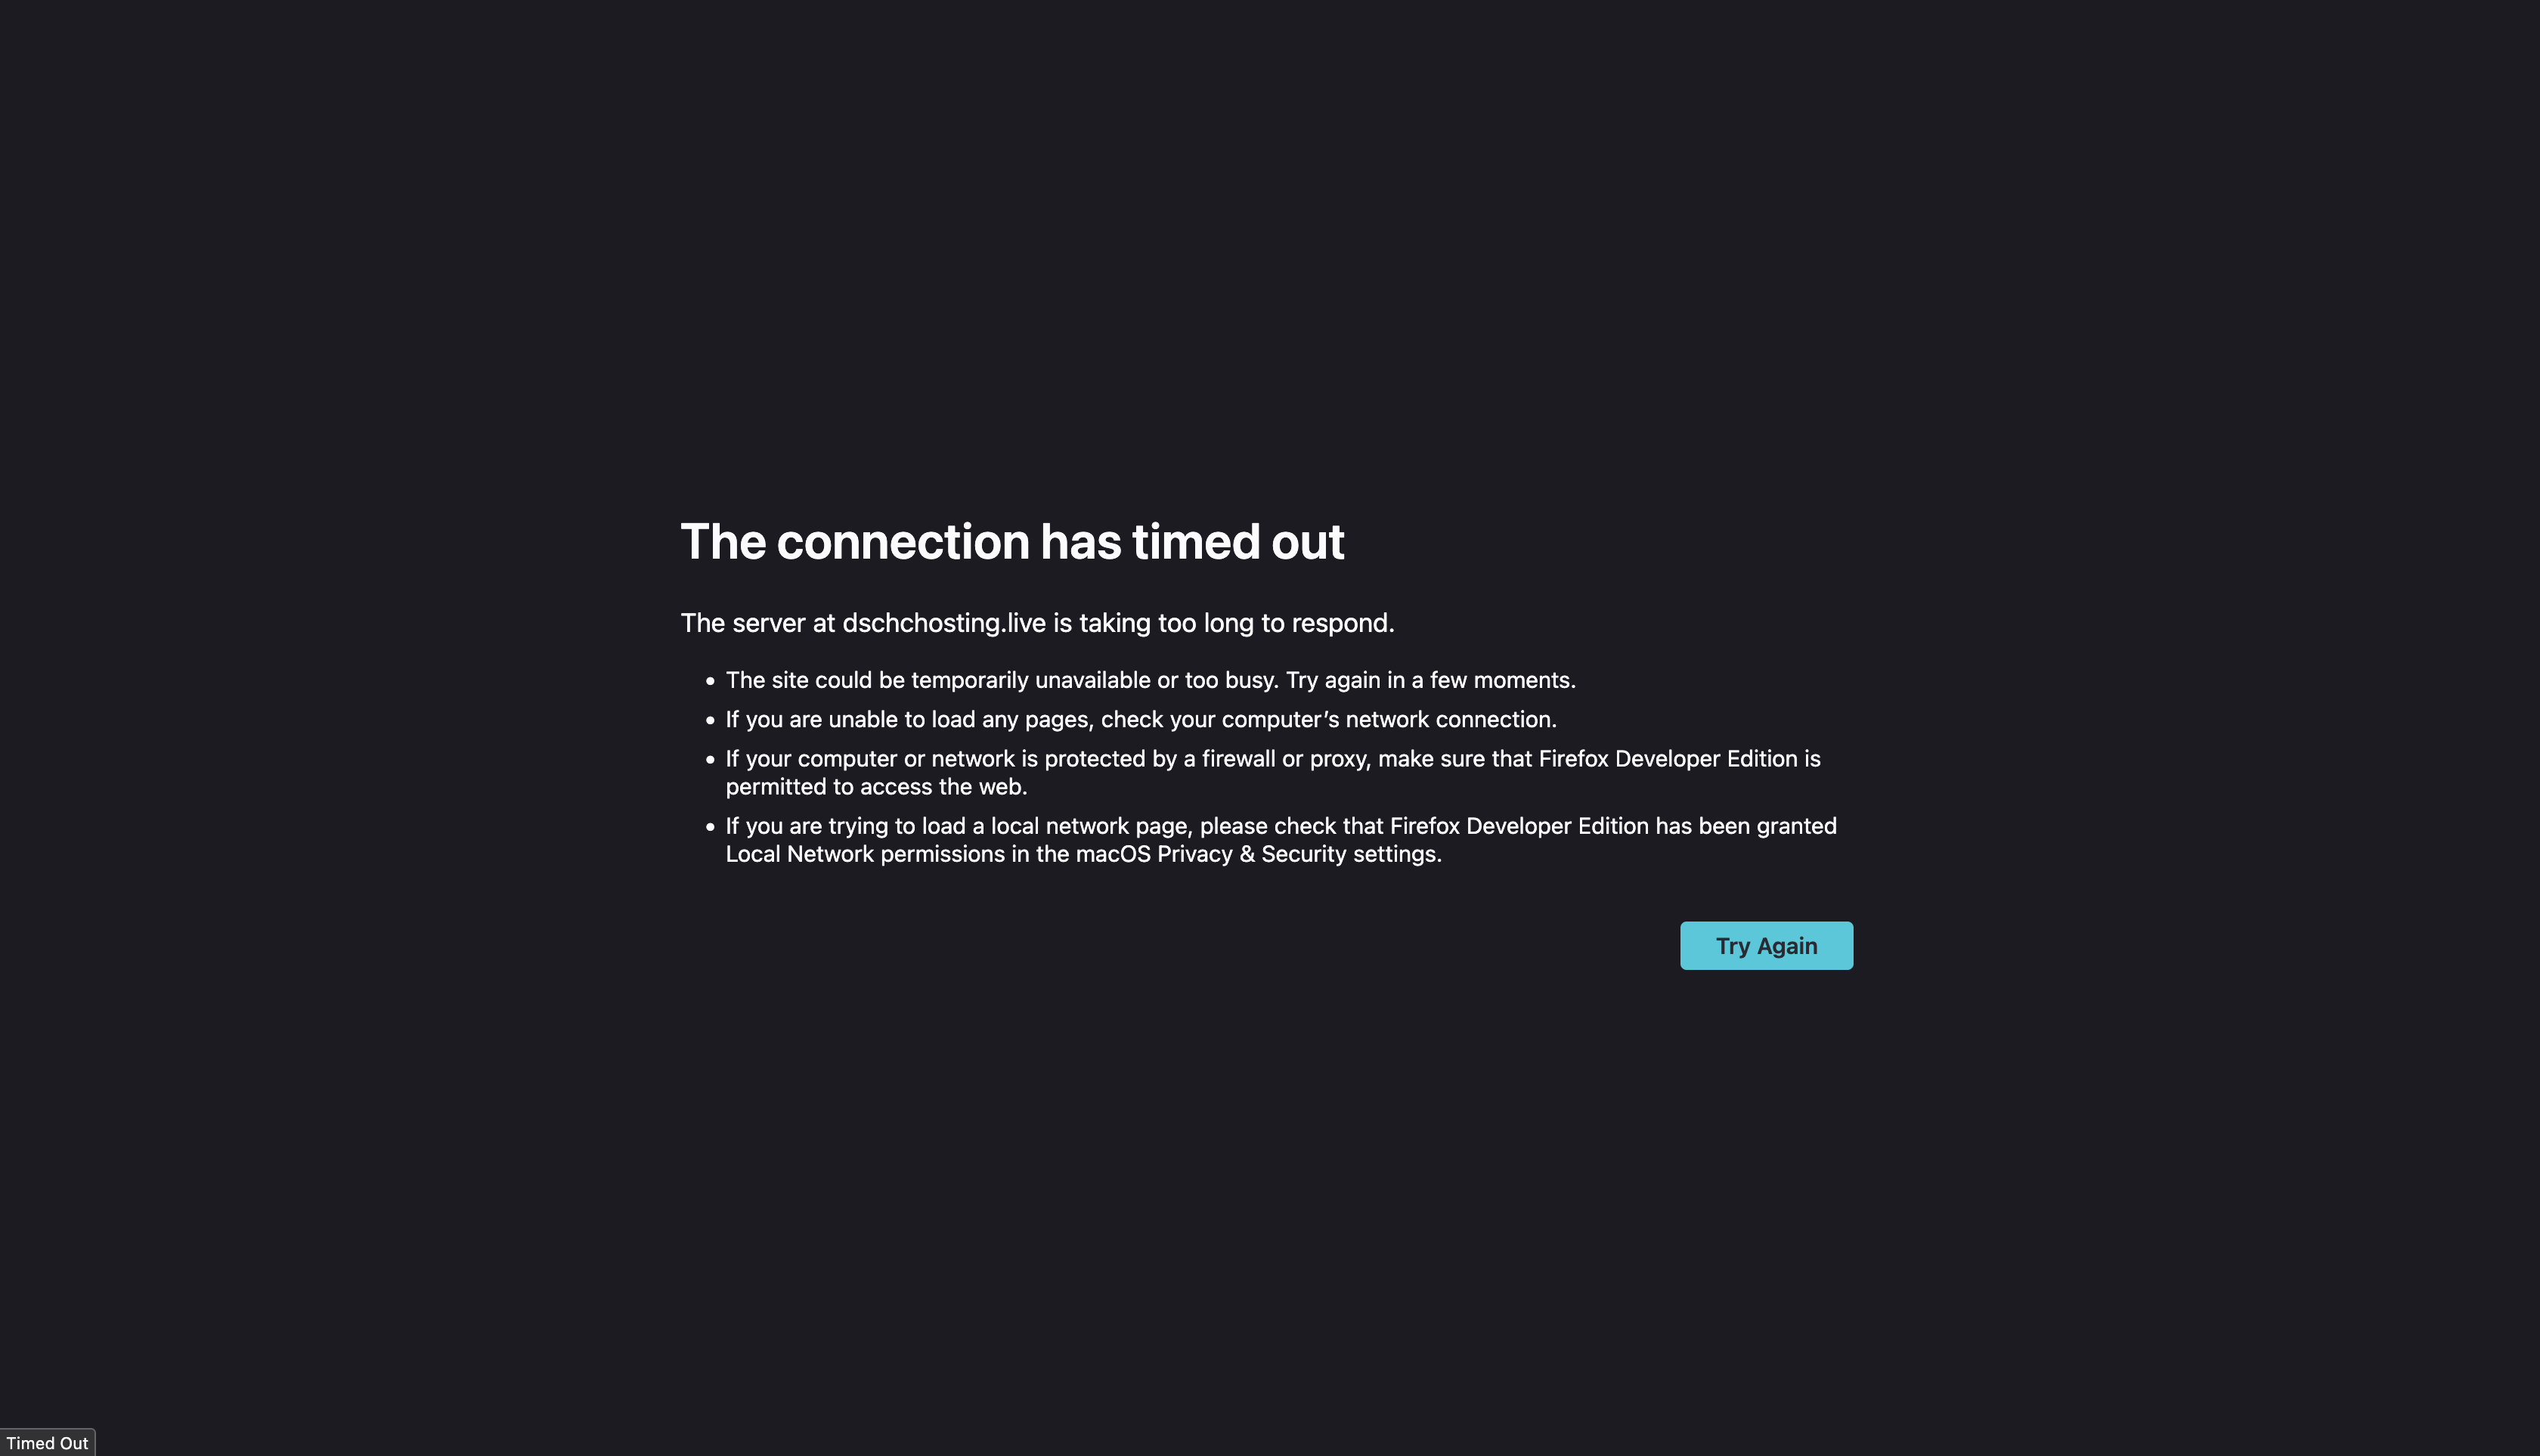 The connection has timed out
The server at dschchosting.live is taking too long to respond.
• The site could be temporarily unavailable or too busy. Try again in a few moments.
• If you are unable to load any pages, check your computer’s network connection.
• If your computer or network is protected by a firewall or proxy, make sure that Firefox Developer Edition is
permitted to access the web.
• If you are trying to load a local network page, please check that Firefox Developer Edition has been granted
Local Network permissions in the macOS Privacy & Security settings.
Try Again
Timed Out